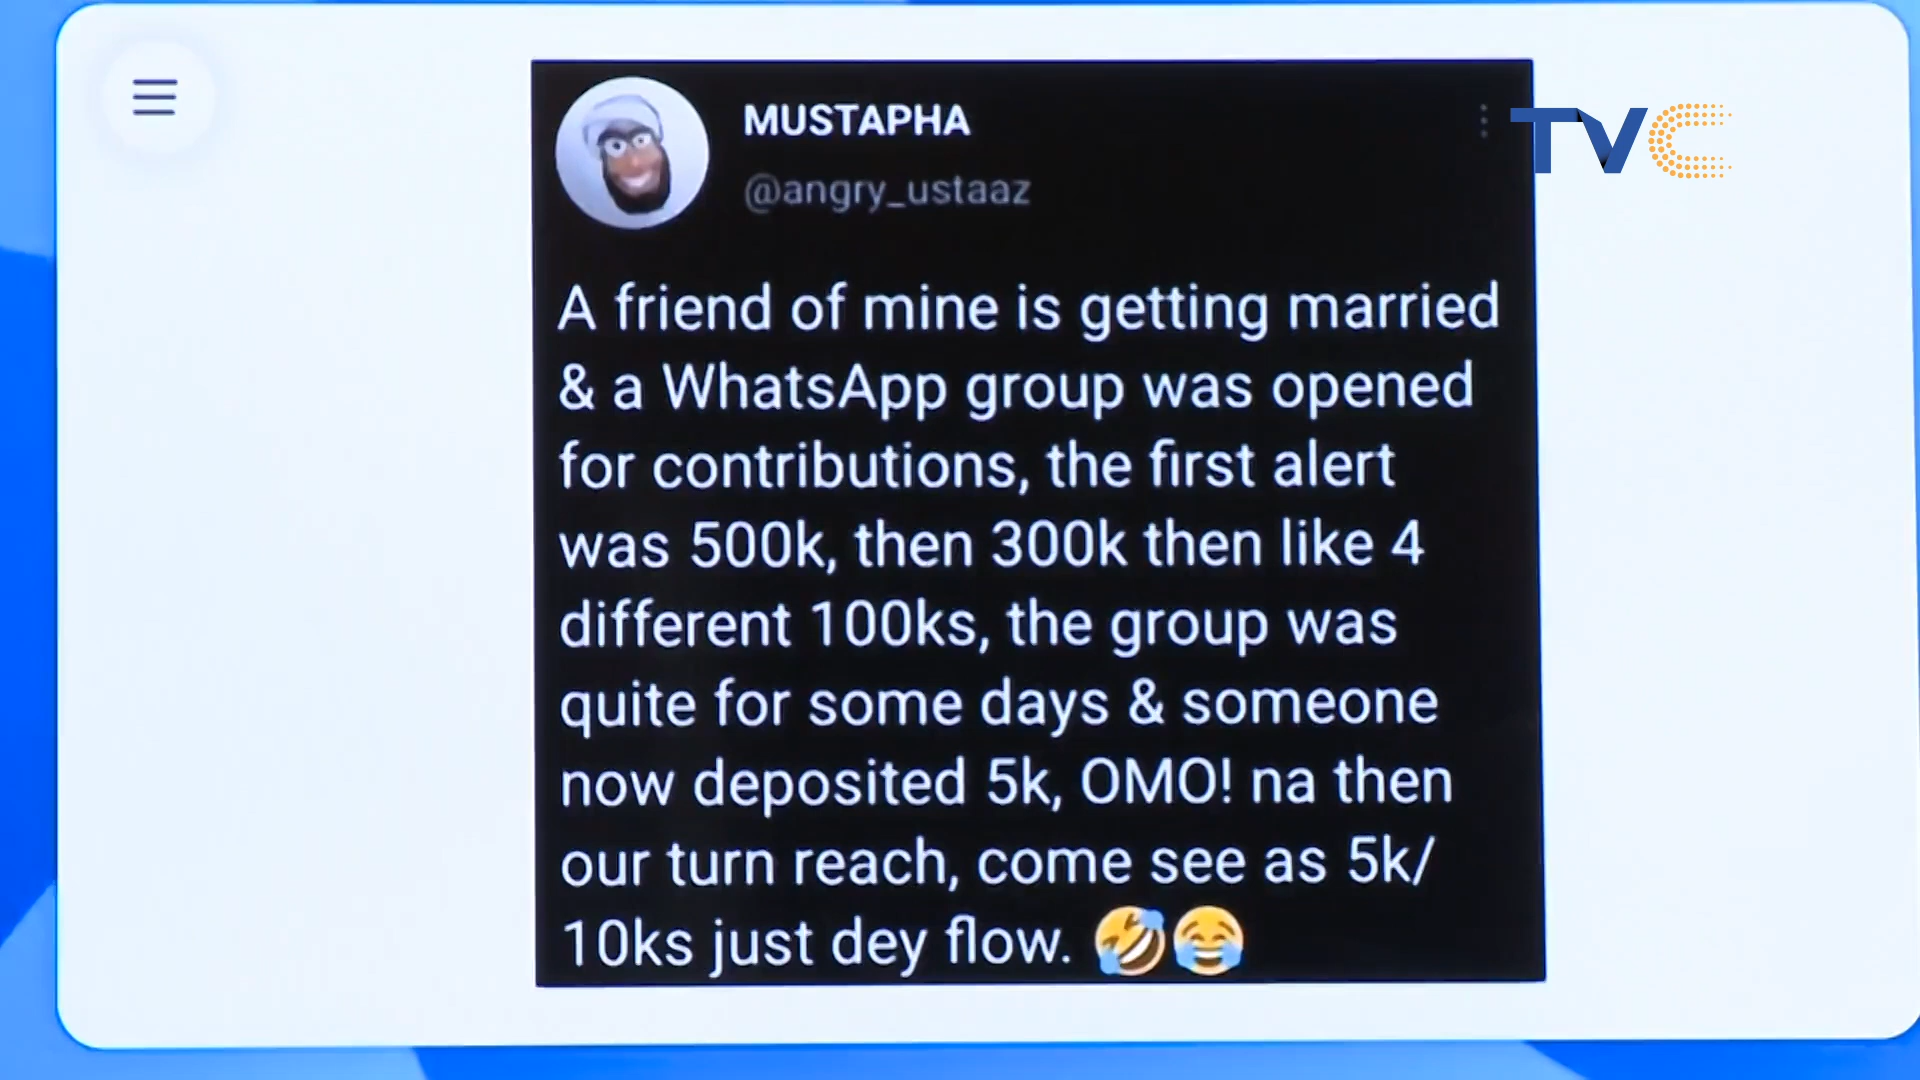 MUSTAPHA
@angry_ustaaz
TVC
A friend of mine is getting married
& a WhatsApp group was opened
for contributions, the first alert
was 500k, then 300k then like 4
different 100ks, the group was
quite for some days & someone
now deposited 5k, OMO! na then
our turn reach, come see as 5k/
10ks just dey flow. 🤣😂